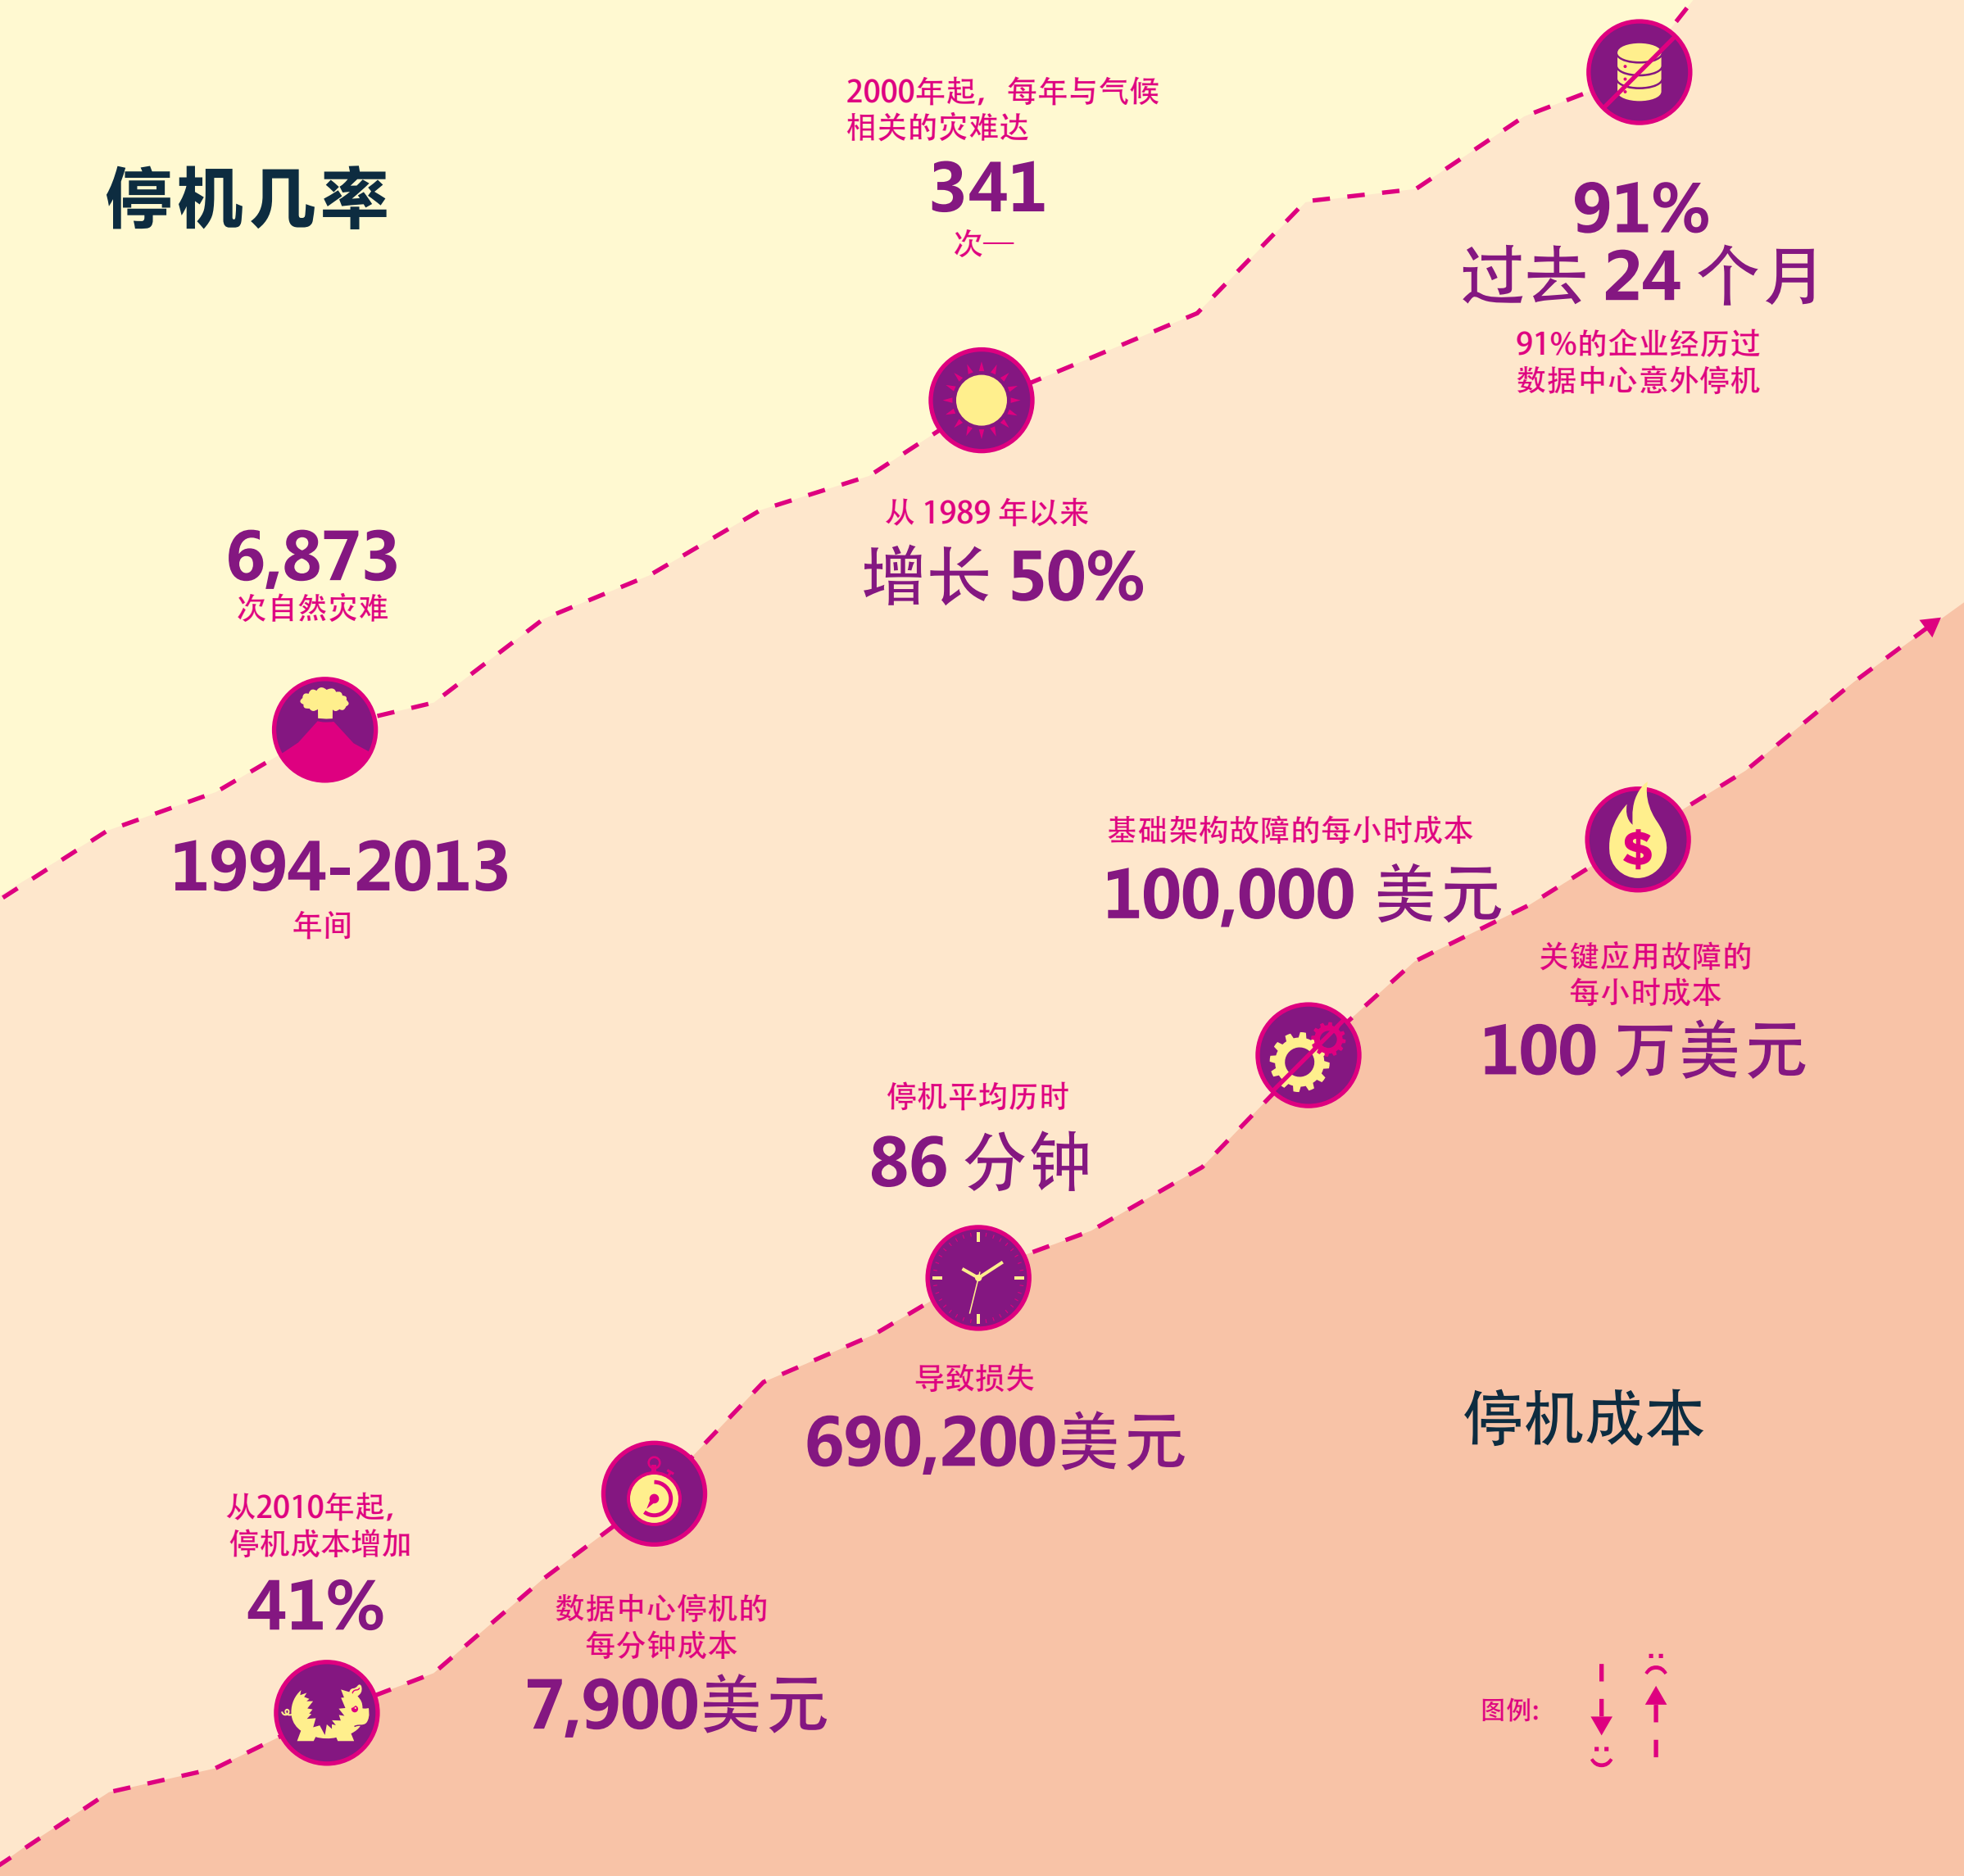 停机几率
2000年起，每年与气候
相关的灾难达
341
次—
91%
过去 24 个月
91%的企业经历过
数据中心意外停机
从 1989 年以来
增长 50%
6,873
次自然灾难
1994-2013
年间
基础架构故障的每小时成本
100,000 美元
关键应用故障的
每小时成本
100 万美元
停机平均历时
86 分钟
导致损失
690,200美元
停机成本
从2010年起,
停机成本增加
41%
数据中心停机的
每分钟成本
7,900美元
图例: